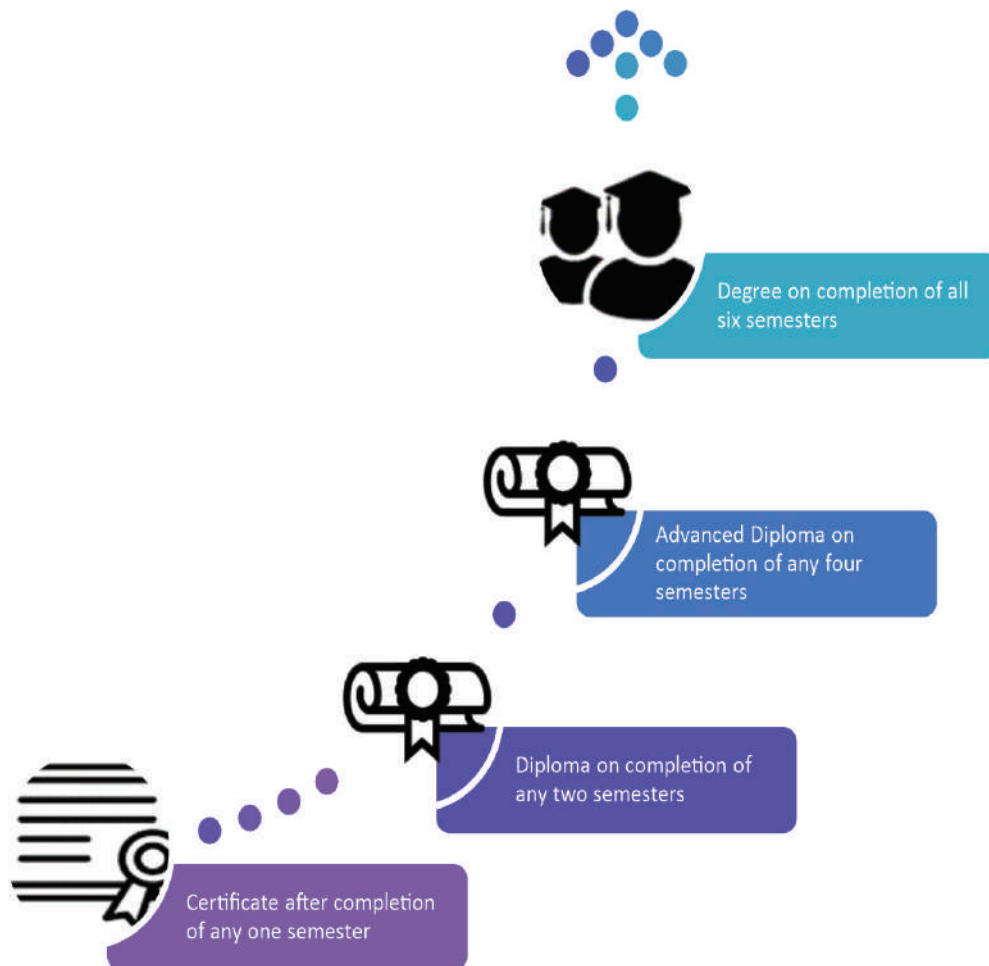 Degree on completion of all
six semesters
Advanced Diploma on
completion of any four
semesters
Diploma on completion of
any two semesters
Certificate after completion
of any one semester